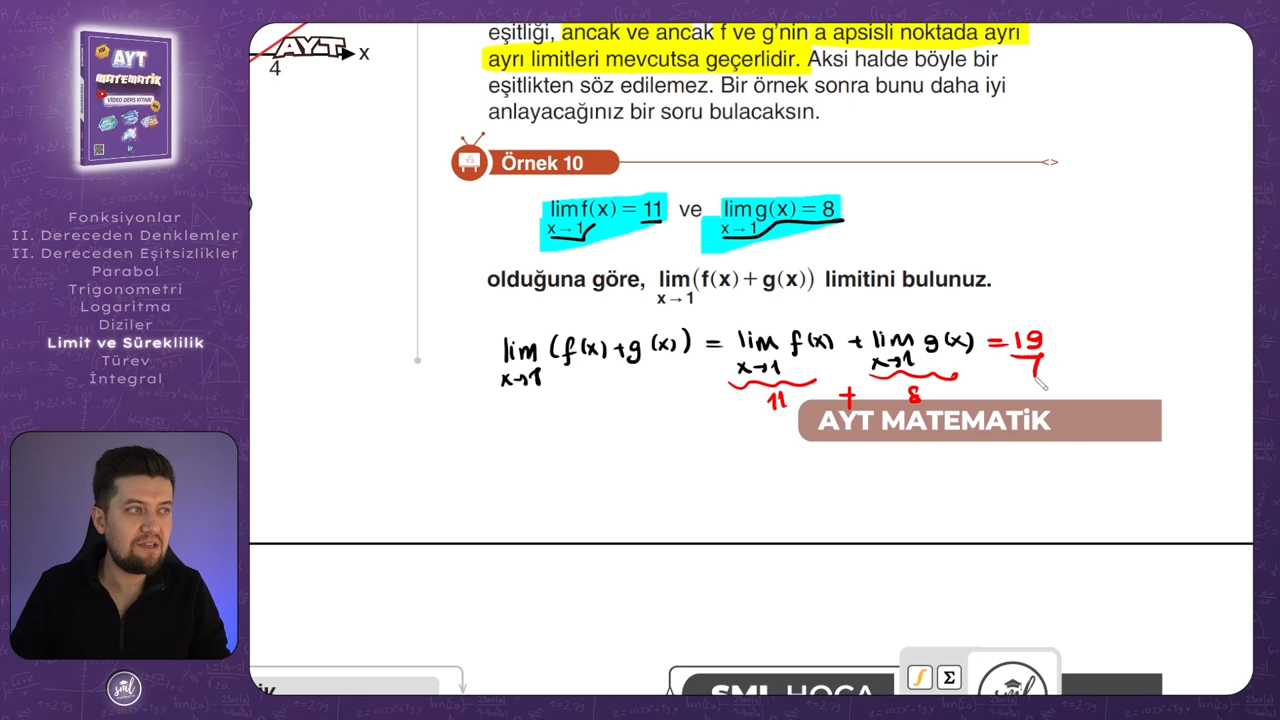 AYT
MATEMATİK
VİDEO DERS KİTABI
Fonksiyonlar
II. Dereceden Denklemler
II. Dereceden Eşitsizlikler
Parabol
Trigonometri
Logaritma
Diziler
Limit ve Süreklilik
Türev
İntegral
sml
AYT
x
4
eşitliği, ancak ve ancak f ve g'nin a apsisli noktada ayrı
ayrı limitleri mevcutsa geçerlidir. Aksi halde böyle bir
eşitlikten söz edilemez. Bir örnek sonra bunu daha iyi
anlayacağınız bir soru bulacaksın.
Örnek 10
lim f(x) = 11 ve lim g(x) = 8
x→1 x→1
olduğuna göre, lim (f(x) + g(x)) limitini bulunuz.
x→1
lim (f(x) + g(x)) = lim f(x) + lim g(x) = 19
x→1 x→1 x→1
11 + 8
AYT MATEMATİK
SML HOCA
∫ Σ